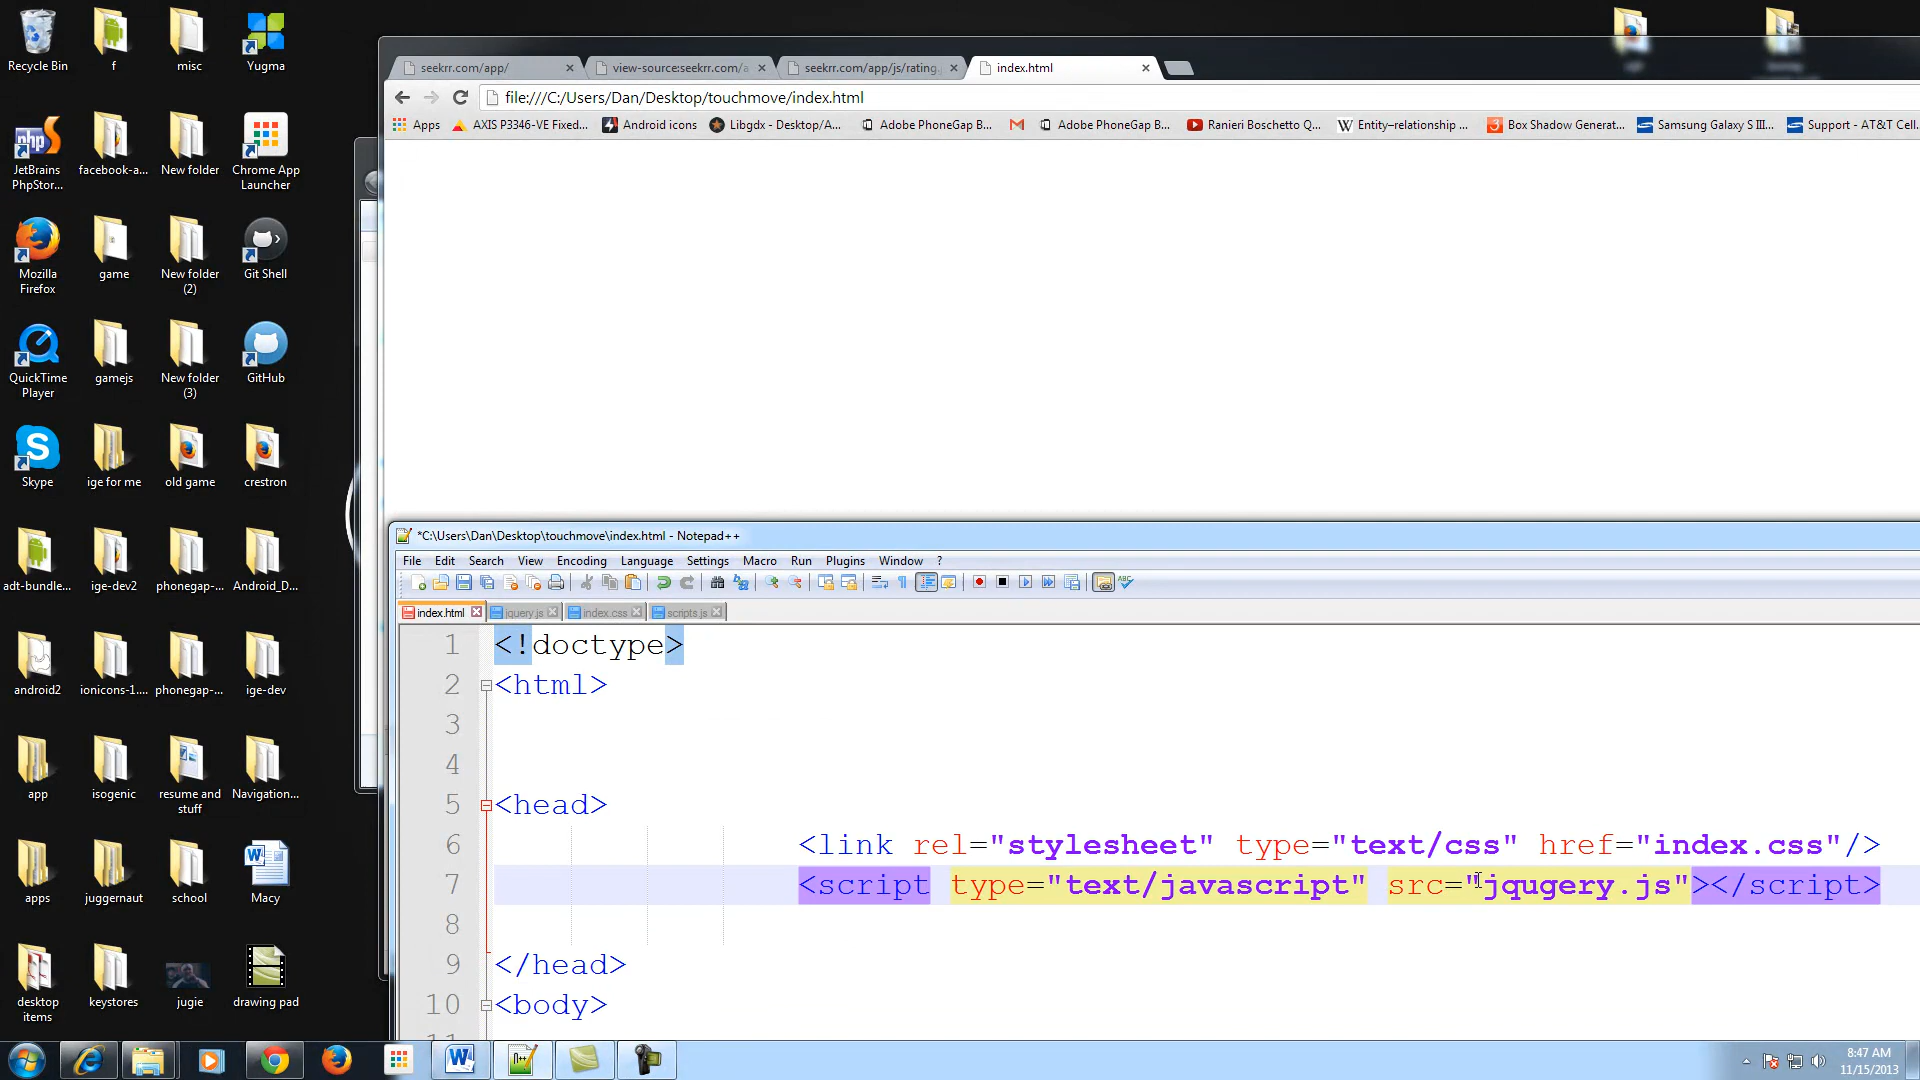 Recycle Bin
f
misc
Yugma
JetBrains PhpStor...
facebook-a...
New folder
Chrome App Launcher
Mozilla Firefox
game
New folder (2)
Git Shell
QuickTime Player
gamejs
New folder (3)
GitHub
Skype
ige for me
old game
crestron
adt-bundle...
ige-dev2
phonegap-...
Android_D...
android2
ionicons-1....
phonegap-...
ige-dev
app
isogenic
resume and stuff
Navigation...
apps
juggernaut
school
Macy
desktop items
keystores
jugie
drawing pad
seekrr.com/app/
view-source:seekrr.com/a
seekrr.com/app/js/rating.
index.html
file:///C:/Users/Dan/Desktop/touchmove/index.html
Apps
AXIS P3346-VE Fixed...
Android icons
Libgdx - Desktop/A...
Adobe PhoneGap B...
Adobe PhoneGap B...
Ranieri Boschetto Q...
Entity–relationship ...
Box Shadow Generat...
Samsung Galaxy S III...
Support - AT&T Cell.
*C:\Users\Dan\Desktop\touchmove\index.html - Notepad++
File Edit Search View Encoding Language Settings Macro Run Plugins Window ?
index.html jquery.js index.css scripts.js
1 <!doctype>
2 <html>
3
4
5 <head>
6 <link rel="stylesheet" type="text/css" href="index.css"/>
7 <script type="text/javascript" src="jqugery.js"></script>
8
9 </head>
10 <body>
8:47 AM
11/15/2013